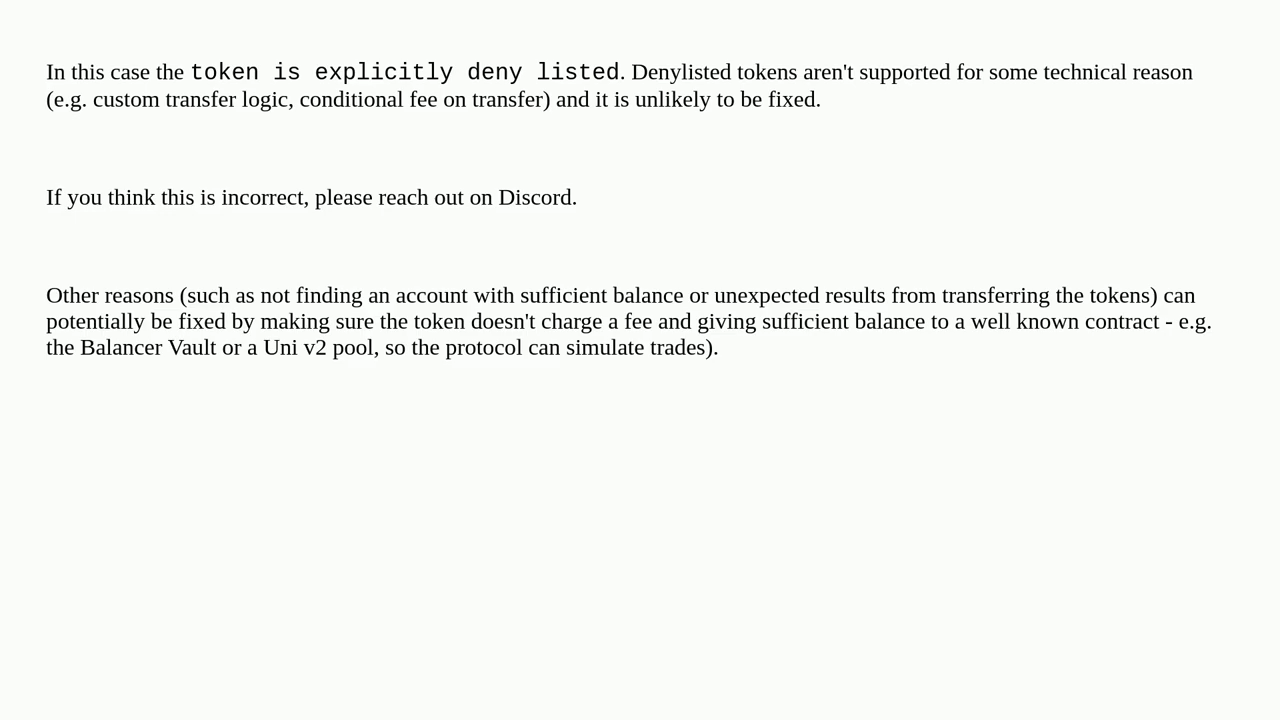 In this case the token is explicitly deny listed. Denylisted tokens aren't supported for some technical reason
(e.g. custom transfer logic, conditional fee on transfer) and it is unlikely to be fixed.
If you think this is incorrect, please reach out on Discord.
Other reasons (such as not finding an account with sufficient balance or unexpected results from transferring the tokens) can
potentially be fixed by making sure the token doesn't charge a fee and giving sufficient balance to a well known contract - e.g.
the Balancer Vault or a Uni v2 pool, so the protocol can simulate trades).